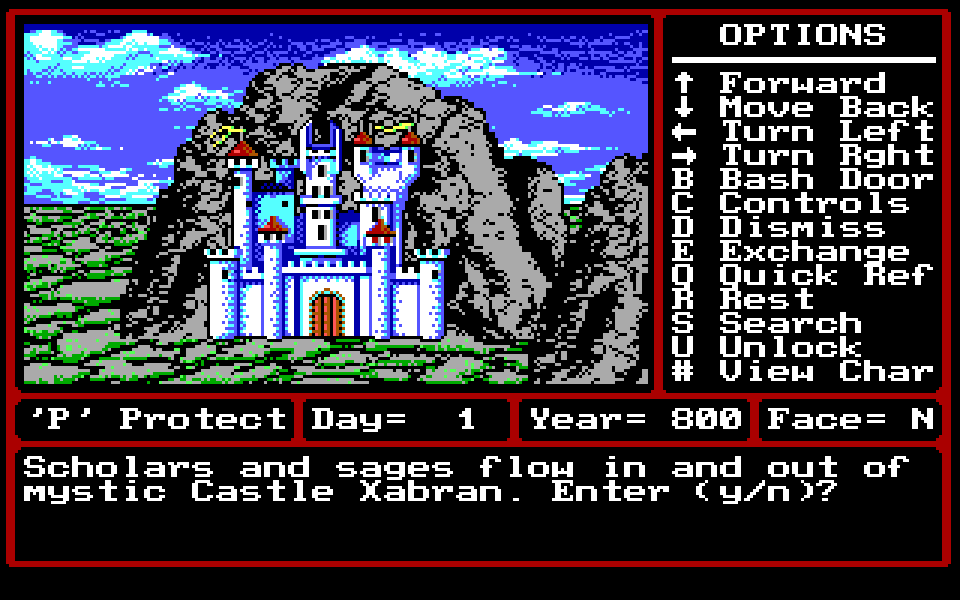 OPTIONS
↑ Forward
↓ Move Back
← Turn Left
→ Turn Rght
B Bash Door
C Controls
D Dismiss
E Exchange
Q Quick Ref
R Rest
S Search
U Unlock
# View Char
'P' Protect
Day= 1
Year= 800
Face= N
Scholars and sages flow in and out of
mystic Castle Xabran. Enter (y/n)?